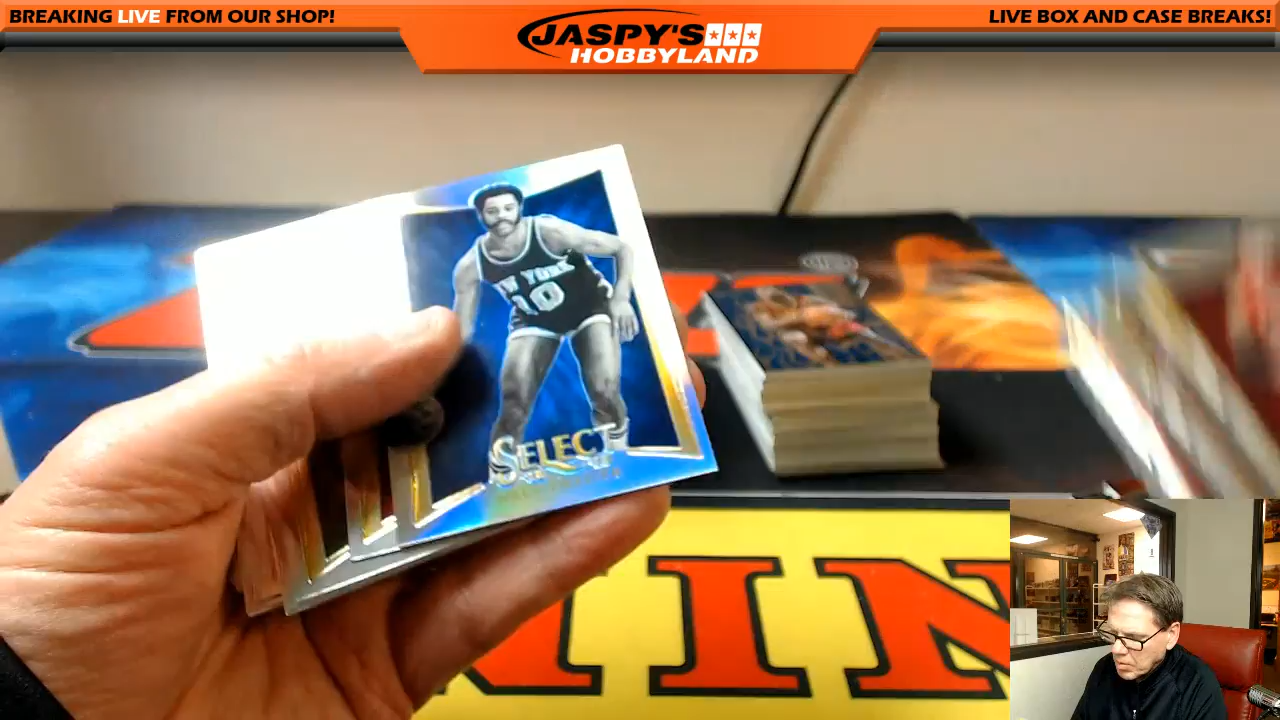 BREAKING LIVE FROM OUR SHOP!
JASPY'S
HOBBYLAND
LIVE BOX AND CASE BREAKS!
NEW YORK
10
SELECT